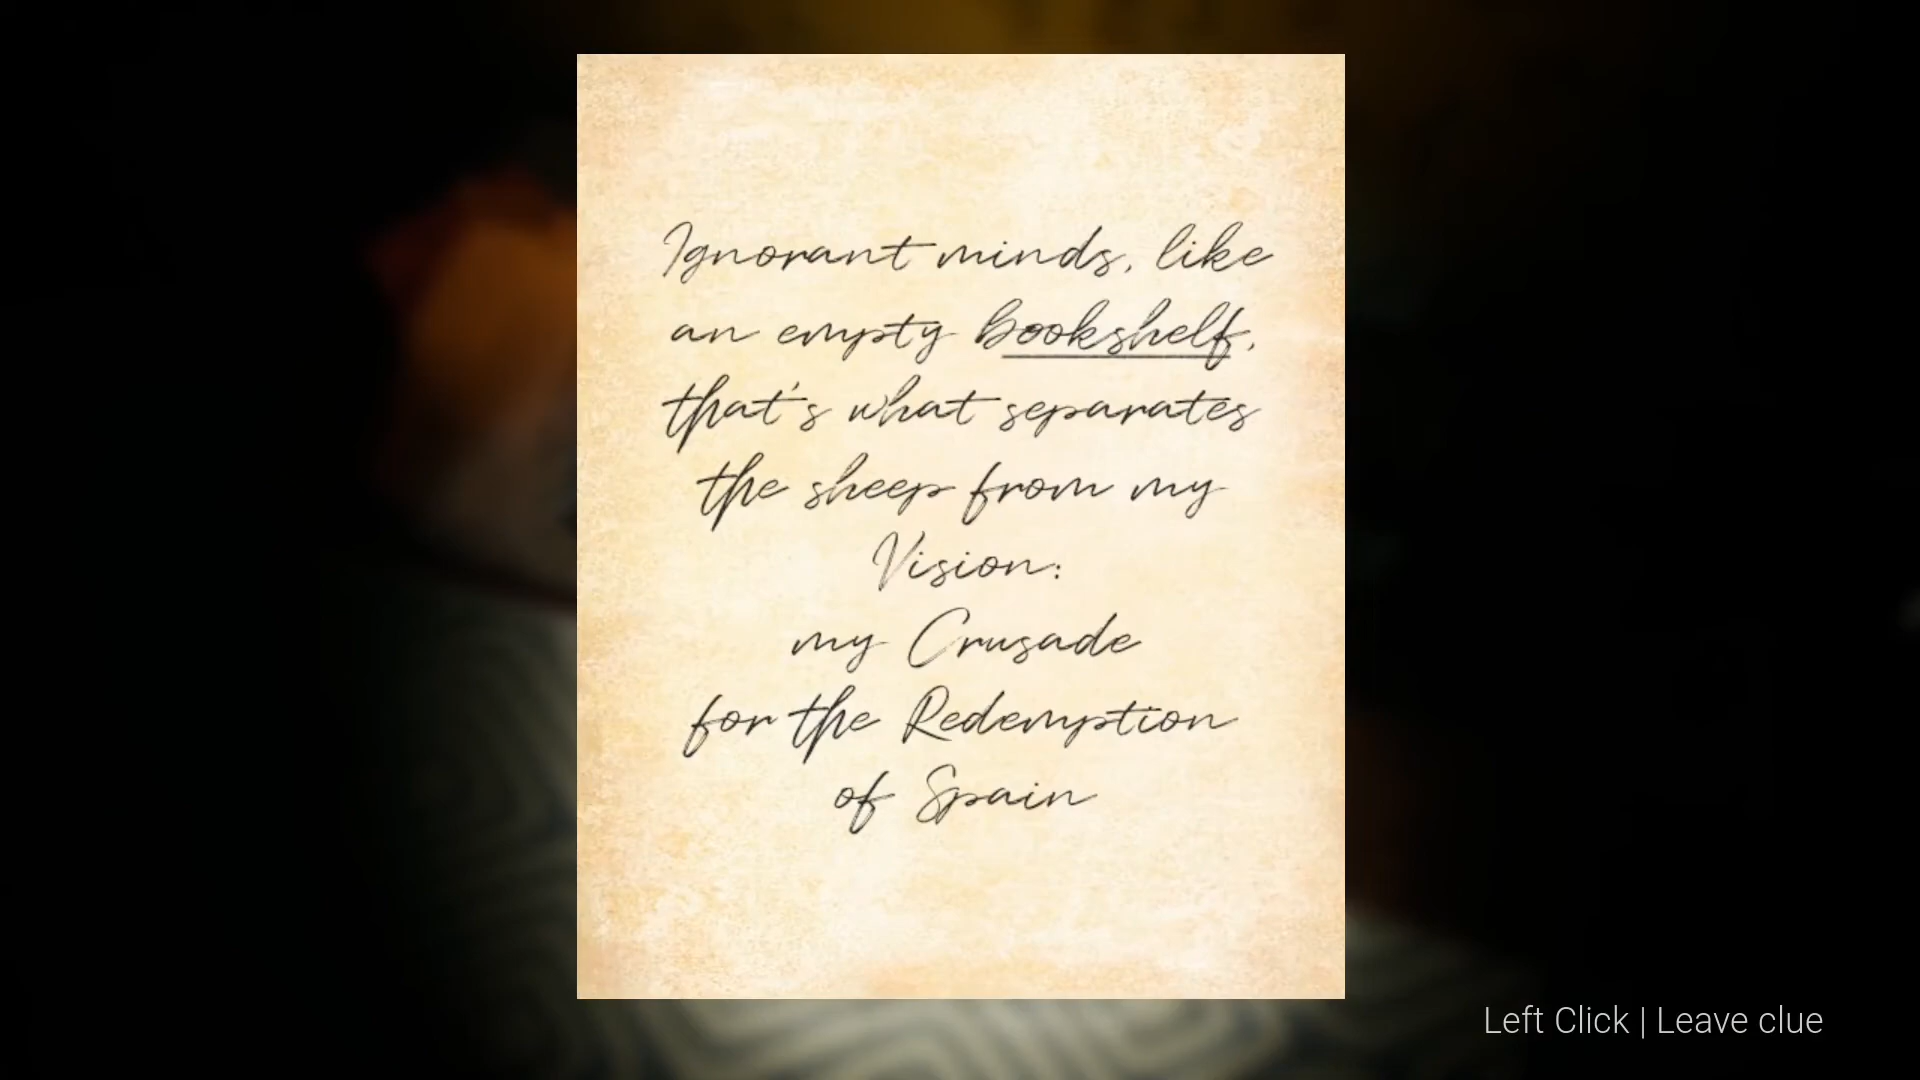 Ignorant minds, like
an empty bookshelf,
that's what separates
the sheep from my
Vision:
my Crusade
for the Redemption
of Spain
Left Click | Leave clue